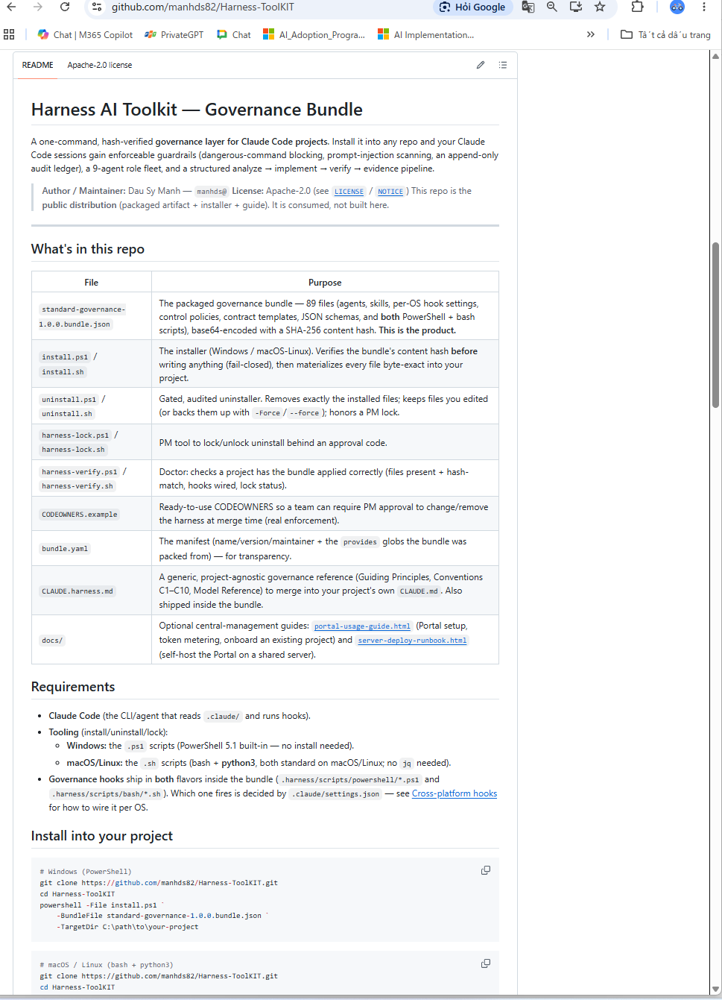 github.com/manhds82/Harness-ToolKIT
Hỏi Google
Chat | M365 Copilot
PrivateGPT
Chat
AI_Adoption_Progra...
AI Implementation...
Tất cả dấu trang
README
Apache-2.0 license
Harness AI Toolkit — Governance Bundle
A one-command, hash-verified governance layer for Claude Code projects. Install it into any repo and your Claude
Code sessions gain enforceable guardrails (dangerous-command blocking, prompt-injection scanning, an append-only
audit ledger), a 9-agent role fleet, and a structured analyze → implement → verify → evidence pipeline.
Author / Maintainer: Dau Sy Manh — manhds@ License: Apache-2.0 (see LICENSE / NOTICE ) This repo is the
public distribution (packaged artifact + installer + guide). It is consumed, not built here.
What's in this repo
File
Purpose
standard-governance-
1.0.0.bundle.json
The packaged governance bundle — 89 files (agents, skills, per-OS hook settings,
control policies, contract templates, JSON schemas, and both PowerShell + bash
scripts), base64-encoded with a SHA-256 content hash. This is the product.
install.ps1 /
install.sh
The installer (Windows / macOS-Linux). Verifies the bundle's content hash before
writing anything (fail-closed), then materializes every file byte-exact into your
project.
uninstall.ps1 /
uninstall.sh
Gated, audited uninstaller. Removes exactly the installed files; keeps files you edited
(or backs them up with -Force / --force ); honors a PM lock.
harness-lock.ps1 /
harness-lock.sh
PM tool to lock/unlock uninstall behind an approval code.
harness-verify.ps1 /
harness-verify.sh
Doctor: checks a project has the bundle applied correctly (files present + hash-
match, hooks wired, lock status).
CODEOWNERS.example
Ready-to-use CODEOWNERS so a team can require PM approval to change/remove
the harness at merge time (real enforcement).
bundle.yaml
The manifest (name/version/maintainer + the provides globs the bundle was
packed from) — for transparency.
CLAUDE.harness.md
A generic, project-agnostic governance reference (Guiding Principles, Conventions
C1–C10, Model Reference) to merge into your project's own CLAUDE.md . Also
shipped inside the bundle.
docs/
Optional central-management guides: portal-usage-guide.html (Portal setup,
token metering, onboard an existing project) and server-deploy-runbook.html
(self-host the Portal on a shared server).
Requirements
• Claude Code (the CLI/agent that reads .claude/ and runs hooks).
• Tooling (install/uninstall/lock):
◦ Windows: the .ps1 scripts (PowerShell 5.1 built-in — no install needed).
◦ macOS/Linux: the .sh scripts (bash + python3, both standard on macOS/Linux; no jq needed).
• Governance hooks ship in both flavors inside the bundle ( .harness/scripts/powershell/*.ps1 and
.harness/scripts/bash/*.sh ). Which one fires is decided by .claude/settings.json — see Cross-platform hooks
for how to wire it per OS.
Install into your project
# Windows (PowerShell)
git clone https://github.com/manhds82/Harness-ToolKIT.git
cd Harness-ToolKIT
powershell -File install.ps1 `
-BundleFile standard-governance-1.0.0.bundle.json `
-TargetDir C:\path\to\your-project
# macOS / Linux (bash + python3)
git clone https://github.com/manhds82/Harness-ToolKIT.git
cd Harness-ToolKIT